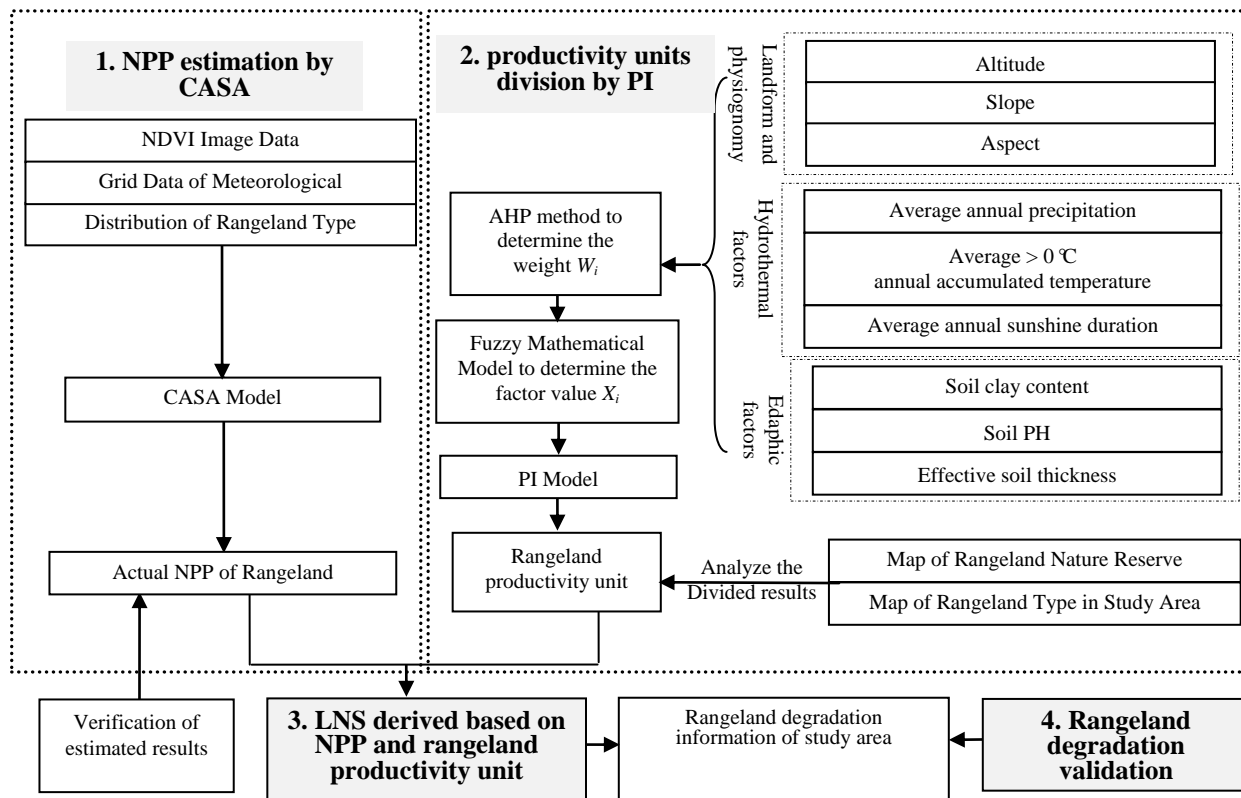 1. NPP estimation by
CASA
NDVI Image Data
Grid Data of Meteorological
Distribution of Rangeland Type
CASA Model
Actual NPP of Rangeland
Verification of
estimated results
2. productivity units
division by PI
AHP method to
determine the
weight Wi
Fuzzy Mathematical
Model to determine the
factor value Xi
PI Model
Rangeland
productivity unit
Landform and
physiognomy
Altitude
Slope
Aspect
Hydrothermal
factors
Average annual precipitation
Average > 0 ℃
annual accumulated temperature
Average annual sunshine duration
Edaphic
factors
Soil clay content
Soil PH
Effective soil thickness
Analyze the
Divided results
Map of Rangeland Nature Reserve
Map of Rangeland Type in Study Area
3. LNS derived based on
NPP and rangeland
productivity unit
Rangeland degradation
information of study area
4. Rangeland
degradation
validation